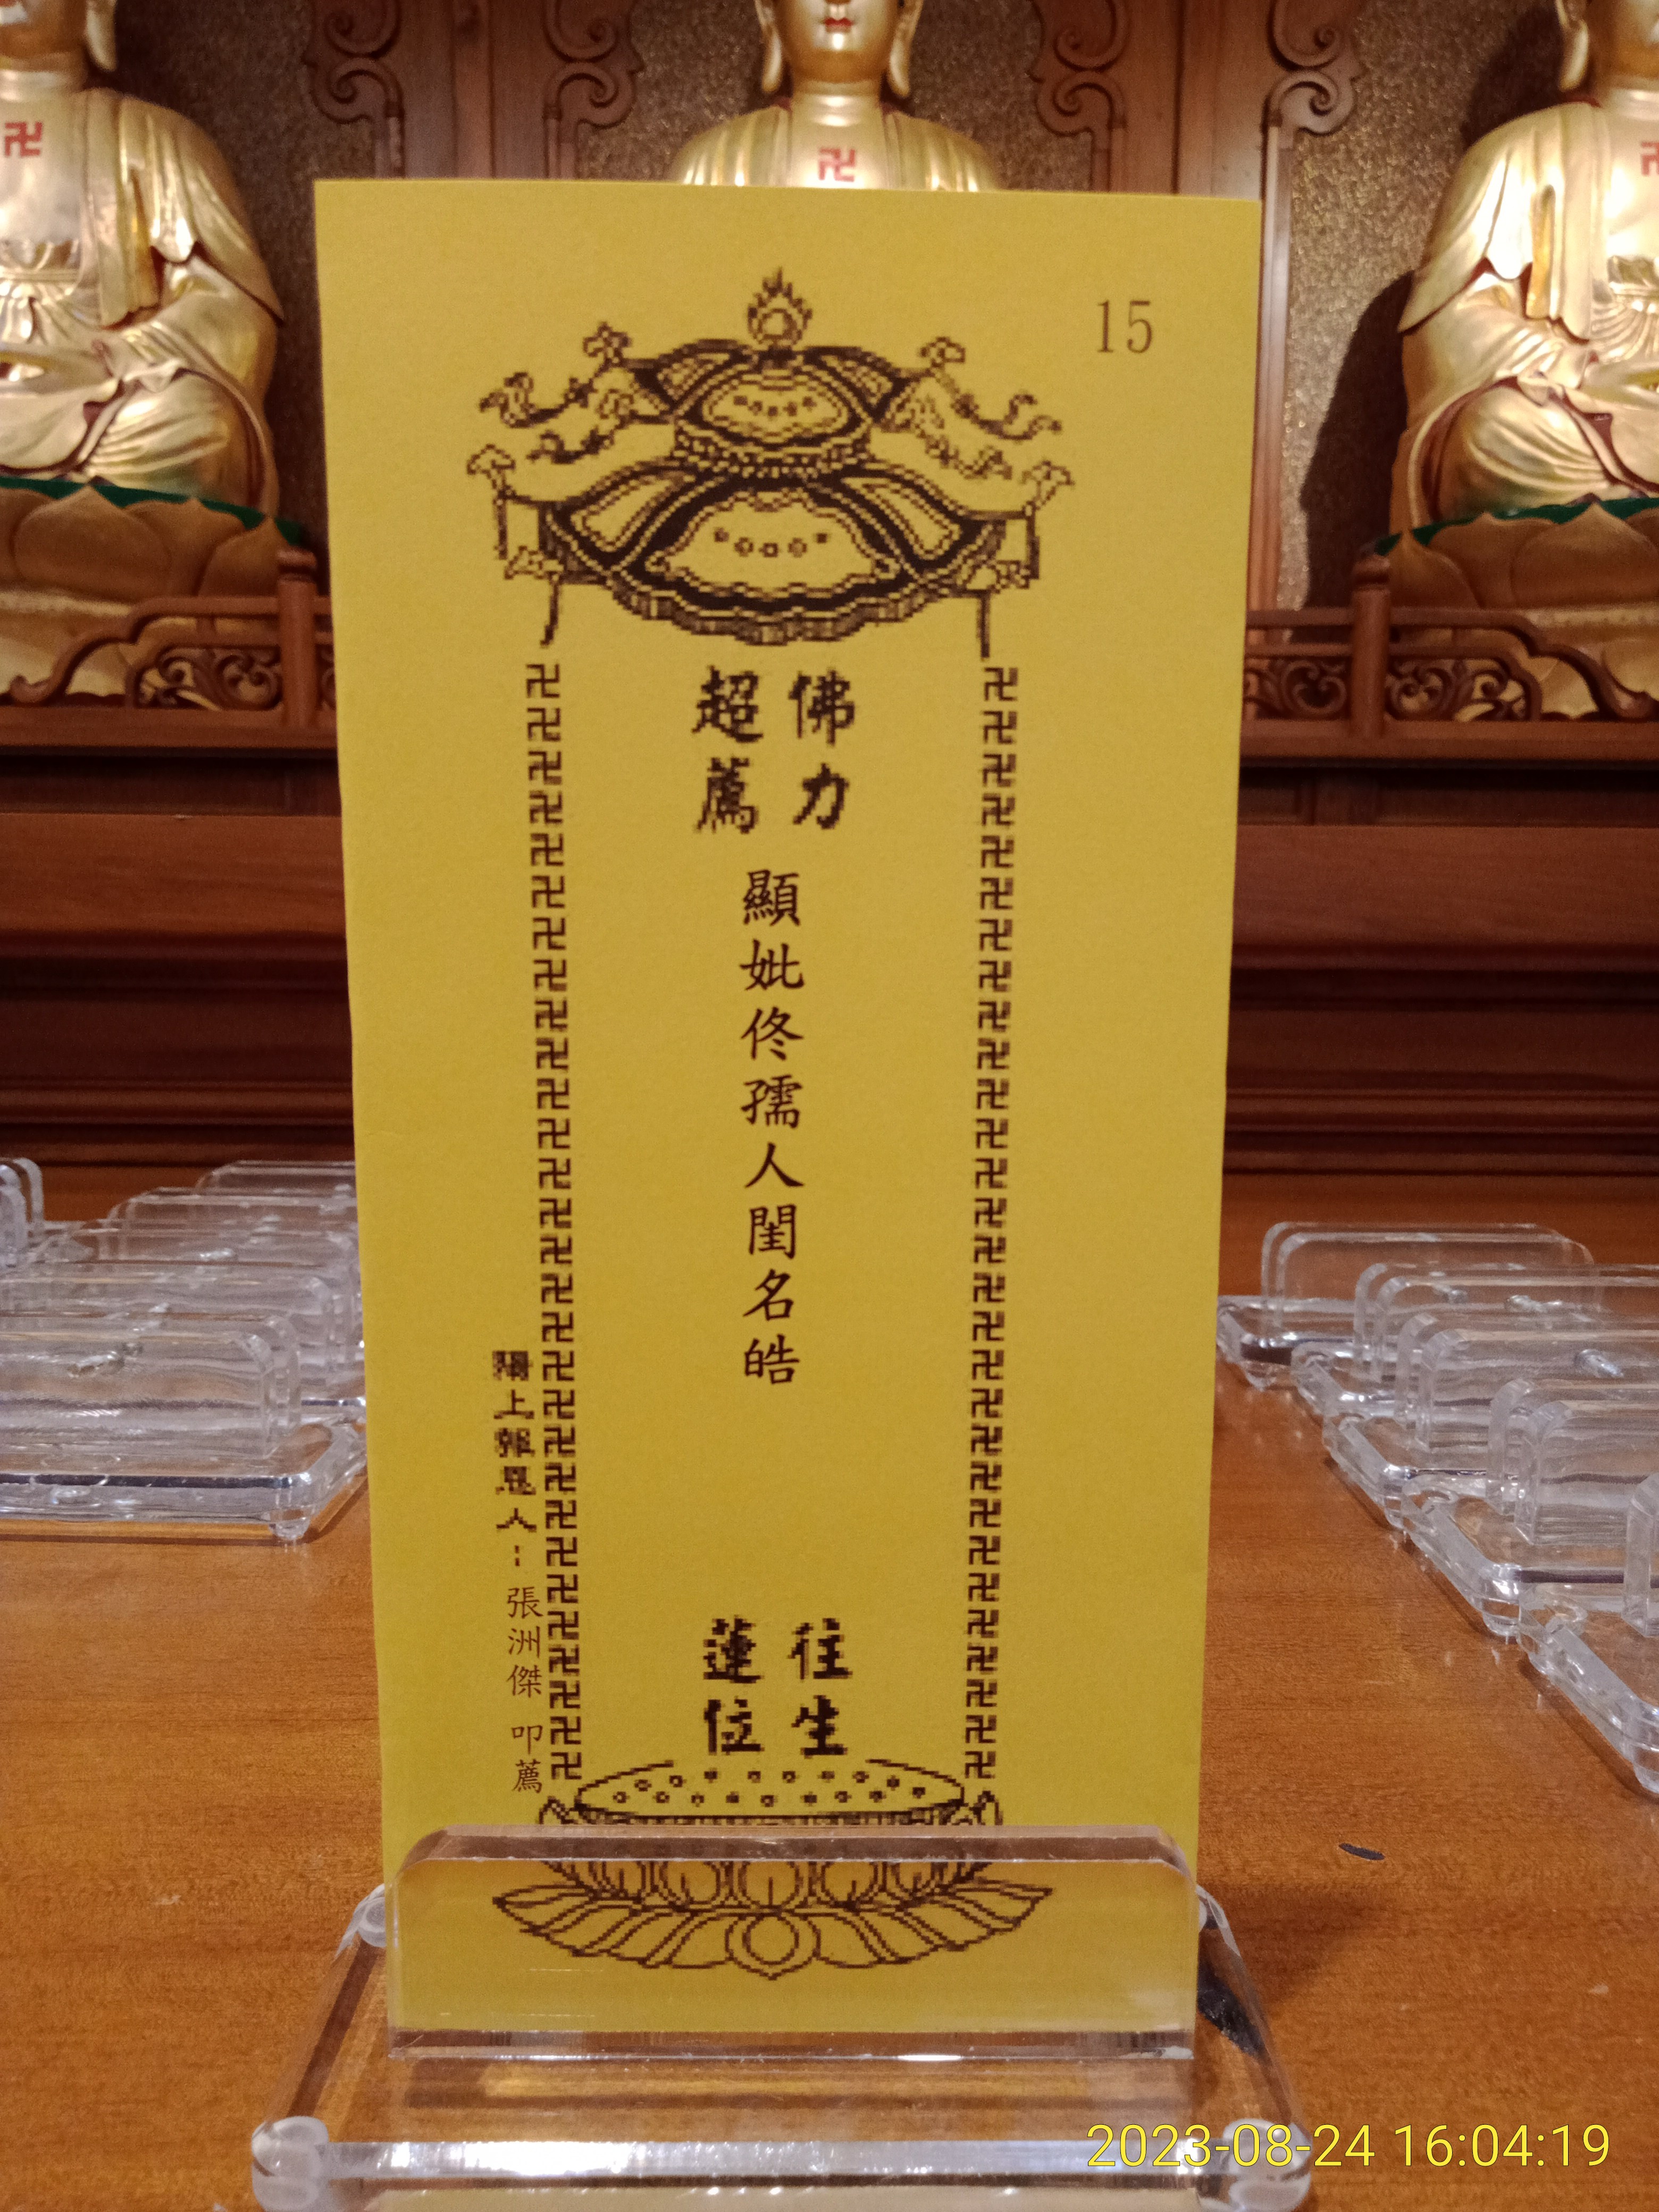 15
佛力
超薦
顯妣佟孺人閨名皓
往生
蓮位
陽上報恩人：張洲傑 叩薦
2023-08-24 16:04:19